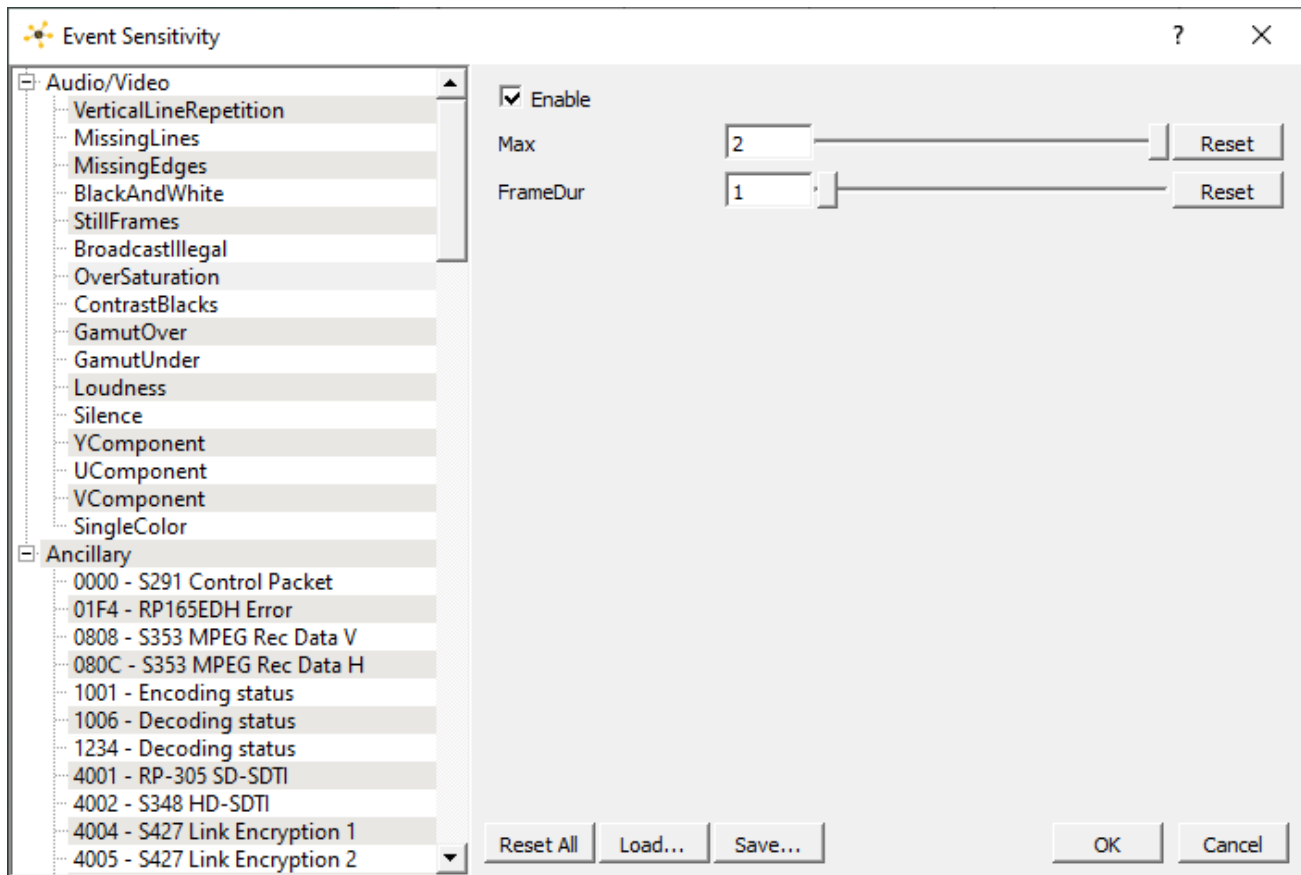 Event Sensitivity
?
Audio/Video
VerticalLineRepetition
MissingLines
MissingEdges
BlackAndWhite
StillFrames
BroadcastIllegal
OverSaturation
ContrastBlacks
GamutOver
GamutUnder
Loudness
Silence
YComponent
UComponent
VComponent
SingleColor
Ancillary
0000 - S291 Control Packet
01F4 - RP165EDH Error
0808 - S353 MPEG Rec Data V
080C - S353 MPEG Rec Data H
1001 - Encoding status
1006 - Decoding status
1234 - Decoding status
4001 - RP-305 SD-SDTI
4002 - S348 HD-SDTI
4004 - S427 Link Encryption 1
4005 - S427 Link Encryption 2
Enable
Max 2 Reset
FrameDur 1 Reset
Reset All Load... Save... OK Cancel